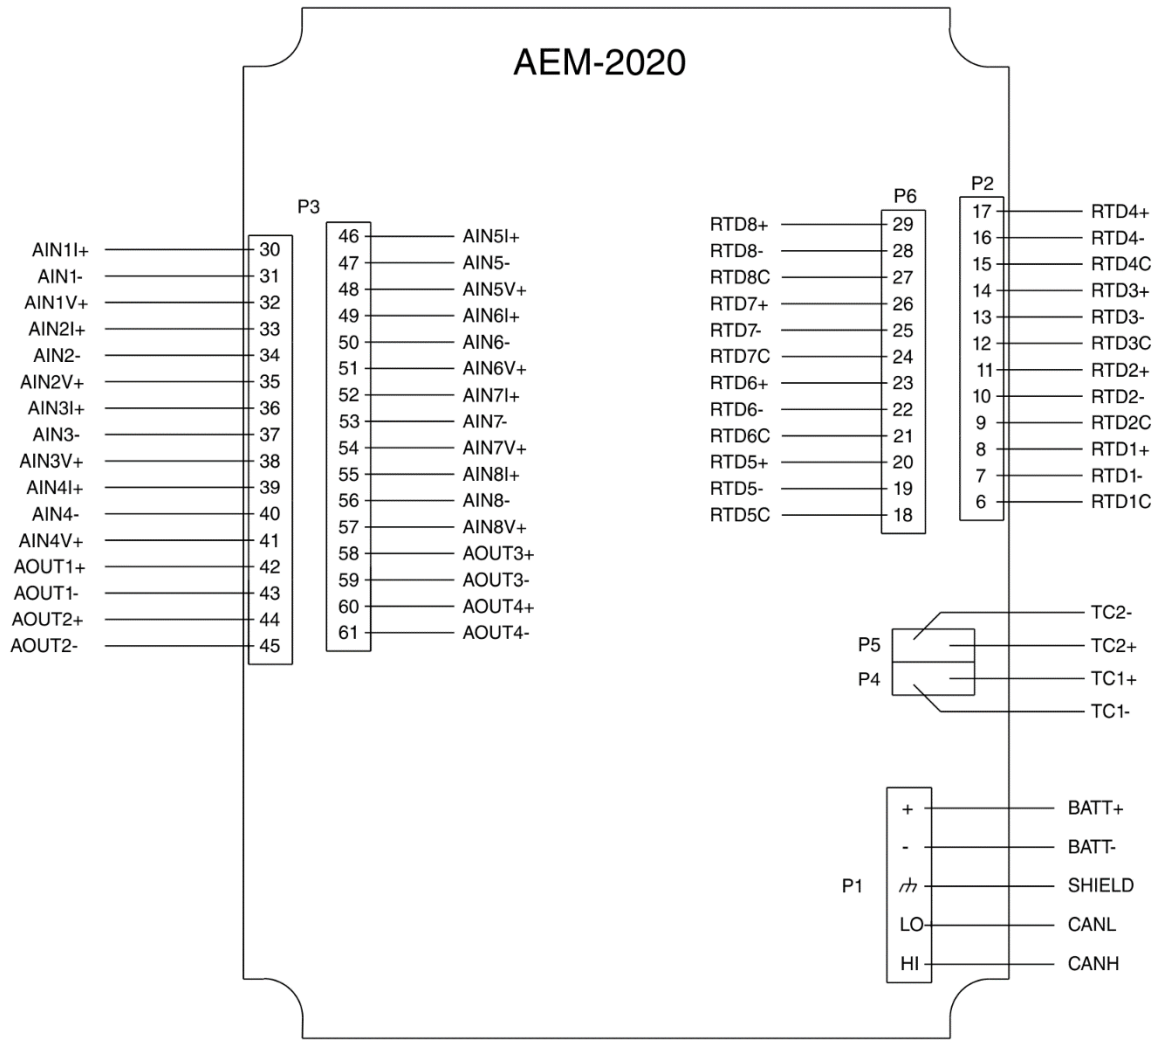 AEM-2020
P3
AIN1I+ 30
AIN1- 31
AIN1V+ 32
AIN2I+ 33
AIN2- 34
AIN2V+ 35
AIN3I+ 36
AIN3- 37
AIN3V+ 38
AIN4I+ 39
AIN4- 40
AIN4V+ 41
AOUT1+ 42
AOUT1- 43
AOUT2+ 44
AOUT2- 45
46 AIN5I+
47 AIN5-
48 AIN5V+
49 AIN6I+
50 AIN6-
51 AIN6V+
52 AIN7I+
53 AIN7-
54 AIN7V+
55 AIN8I+
56 AIN8-
57 AIN8V+
58 AOUT3+
59 AOUT3-
60 AOUT4+
61 AOUT4-
P6
RTD8+ 29
RTD8- 28
RTD8C 27
RTD7+ 26
RTD7- 25
RTD7C 24
RTD6+ 23
RTD6- 22
RTD6C 21
RTD5+ 20
RTD5- 19
RTD5C 18
P2
17 RTD4+
16 RTD4-
15 RTD4C
14 RTD3+
13 RTD3-
12 RTD3C
11 RTD2+
10 RTD2-
9 RTD2C
8 RTD1+
7 RTD1-
6 RTD1C
TC2-
P5 TC2+
P4 TC1+
TC1-
+ BATT+
- BATT-
P1 SHIELD
LO CANL
HI CANH